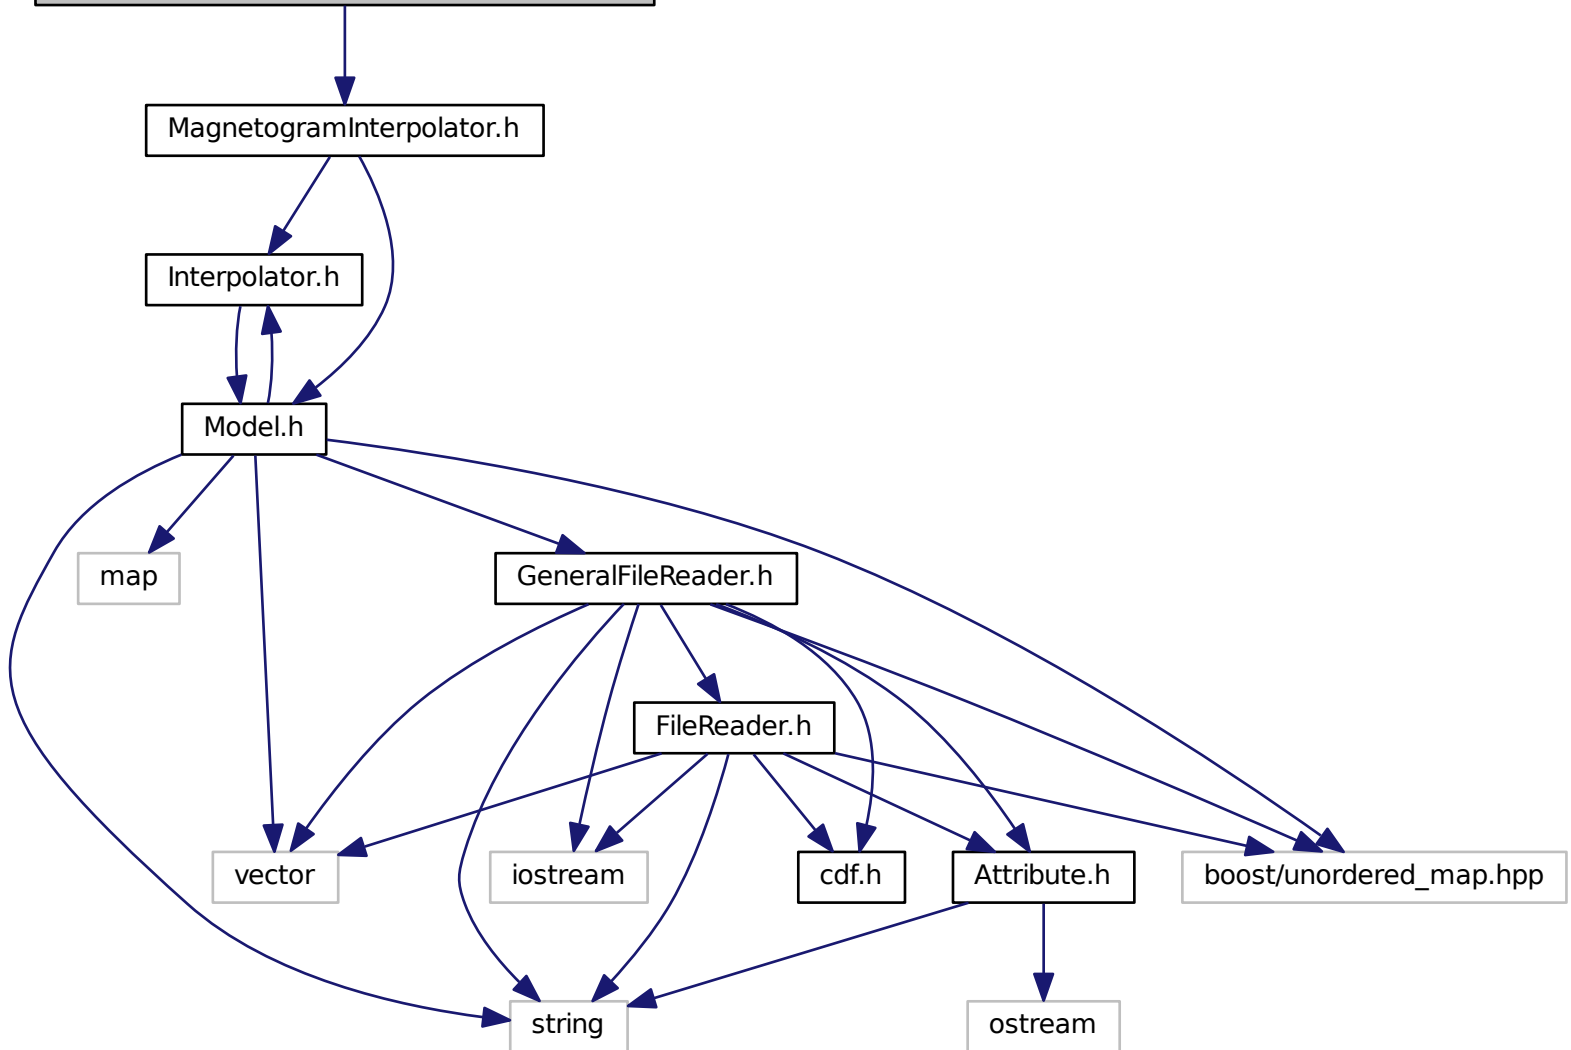 MagnetogramInterpolator.h
Interpolator.h
Model.h
map
GeneralFileReader.h
FileReader.h
vector
iostream
cdf.h
Attribute.h
boost/unordered_map.hpp
string
ostream